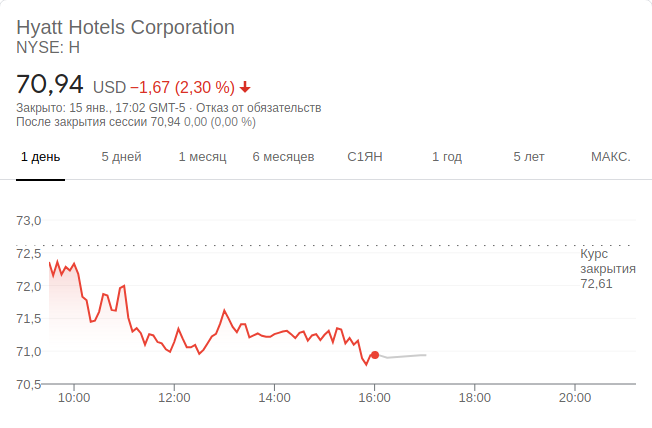 Hyatt Hotels Corporation
NYSE: H
70,94 USD −1,67 (2,30 %)
Закрыто: 15 янв., 17:02 GMT-5 · Отказ от обязательств
После закрытия сессии 70,94 0,00 (0,00 %)
1 день 5 дней 1 месяц 6 месяцев С1ЯН 1 год 5 лет МАКС.
73,0
72,5
72,0
71,5
71,0
70,5
Курс
закрытия
72,61
10:00 12:00 14:00 16:00 18:00 20:00